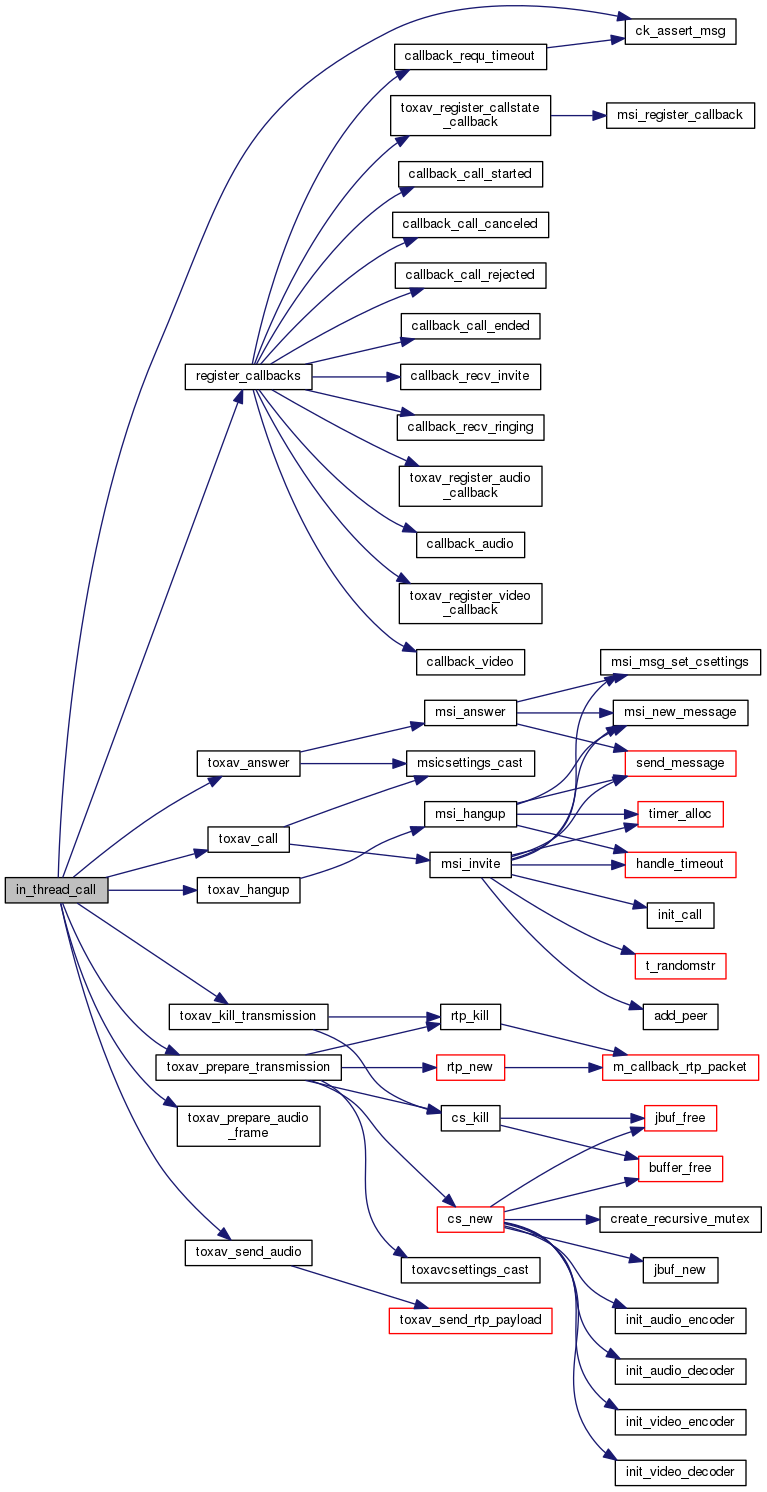 ck_assert_msg
callback_requ_timeout
toxav_register_callstate
_callback
msi_register_callback
callback_call_started
callback_call_canceled
callback_call_rejected
callback_call_ended
register_callbacks
callback_recv_invite
callback_recv_ringing
toxav_register_audio
_callback
callback_audio
toxav_register_video
_callback
callback_video
msi_msg_set_csettings
msi_answer
msi_new_message
toxav_answer
msicsettings_cast
send_message
msi_hangup
timer_alloc
toxav_call
msi_invite
handle_timeout
in_thread_call
toxav_hangup
init_call
t_randomstr
toxav_kill_transmission
rtp_kill
add_peer
toxav_prepare_transmission
rtp_new
m_callback_rtp_packet
toxav_prepare_audio
_frame
cs_kill
jbuf_free
buffer_free
cs_new
create_recursive_mutex
toxav_send_audio
toxavcsettings_cast
jbuf_new
toxav_send_rtp_payload
init_audio_encoder
init_audio_decoder
init_video_encoder
init_video_decoder